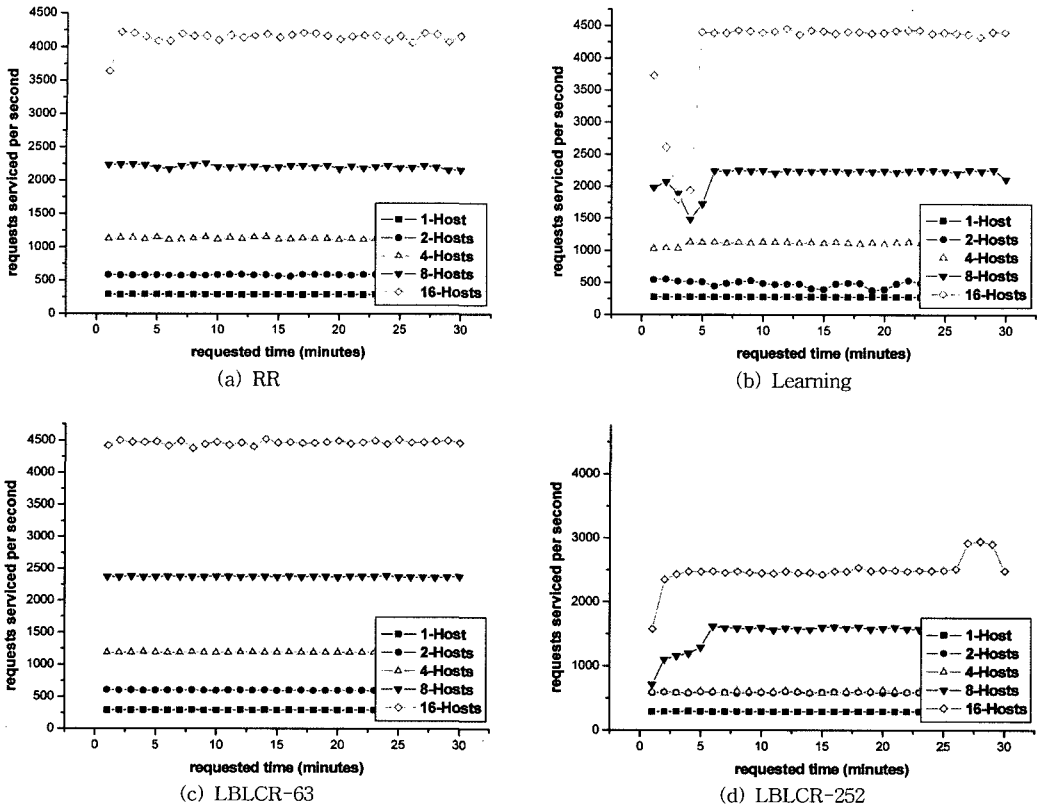 requests serviced per second
4500
4000
3500
3000
2500
2000
1500
1000
500
0
1-Host
2-Hosts
4-Hosts
8-Hosts
16-Hosts
0 5 10 15 20 25 30
requested time (minutes)
(a) RR
requests serviced per second
4500
4000
3500
3000
2500
2000
1500
1000
500
0
1-Host
2-Hosts
4-Hosts
8-Hosts
16-Hosts
0 5 10 15 20 25 30
requested time (minutes)
(b) Learning
requests serviced per second
4500
4000
3500
3000
2500
2000
1500
1000
500
0
1-Host
2-Hosts
4-Hosts
8-Hosts
16-Hosts
0 5 10 15 20 25 30
requested time (minutes)
(c) LBLCR-63
requests serviced per second
4000
3000
2000
1000
0
1-Host
2-Hosts
4-Hosts
8-Hosts
16-Hosts
0 5 10 15 20 25 30
requested time (minutes)
(d) LBLCR-252